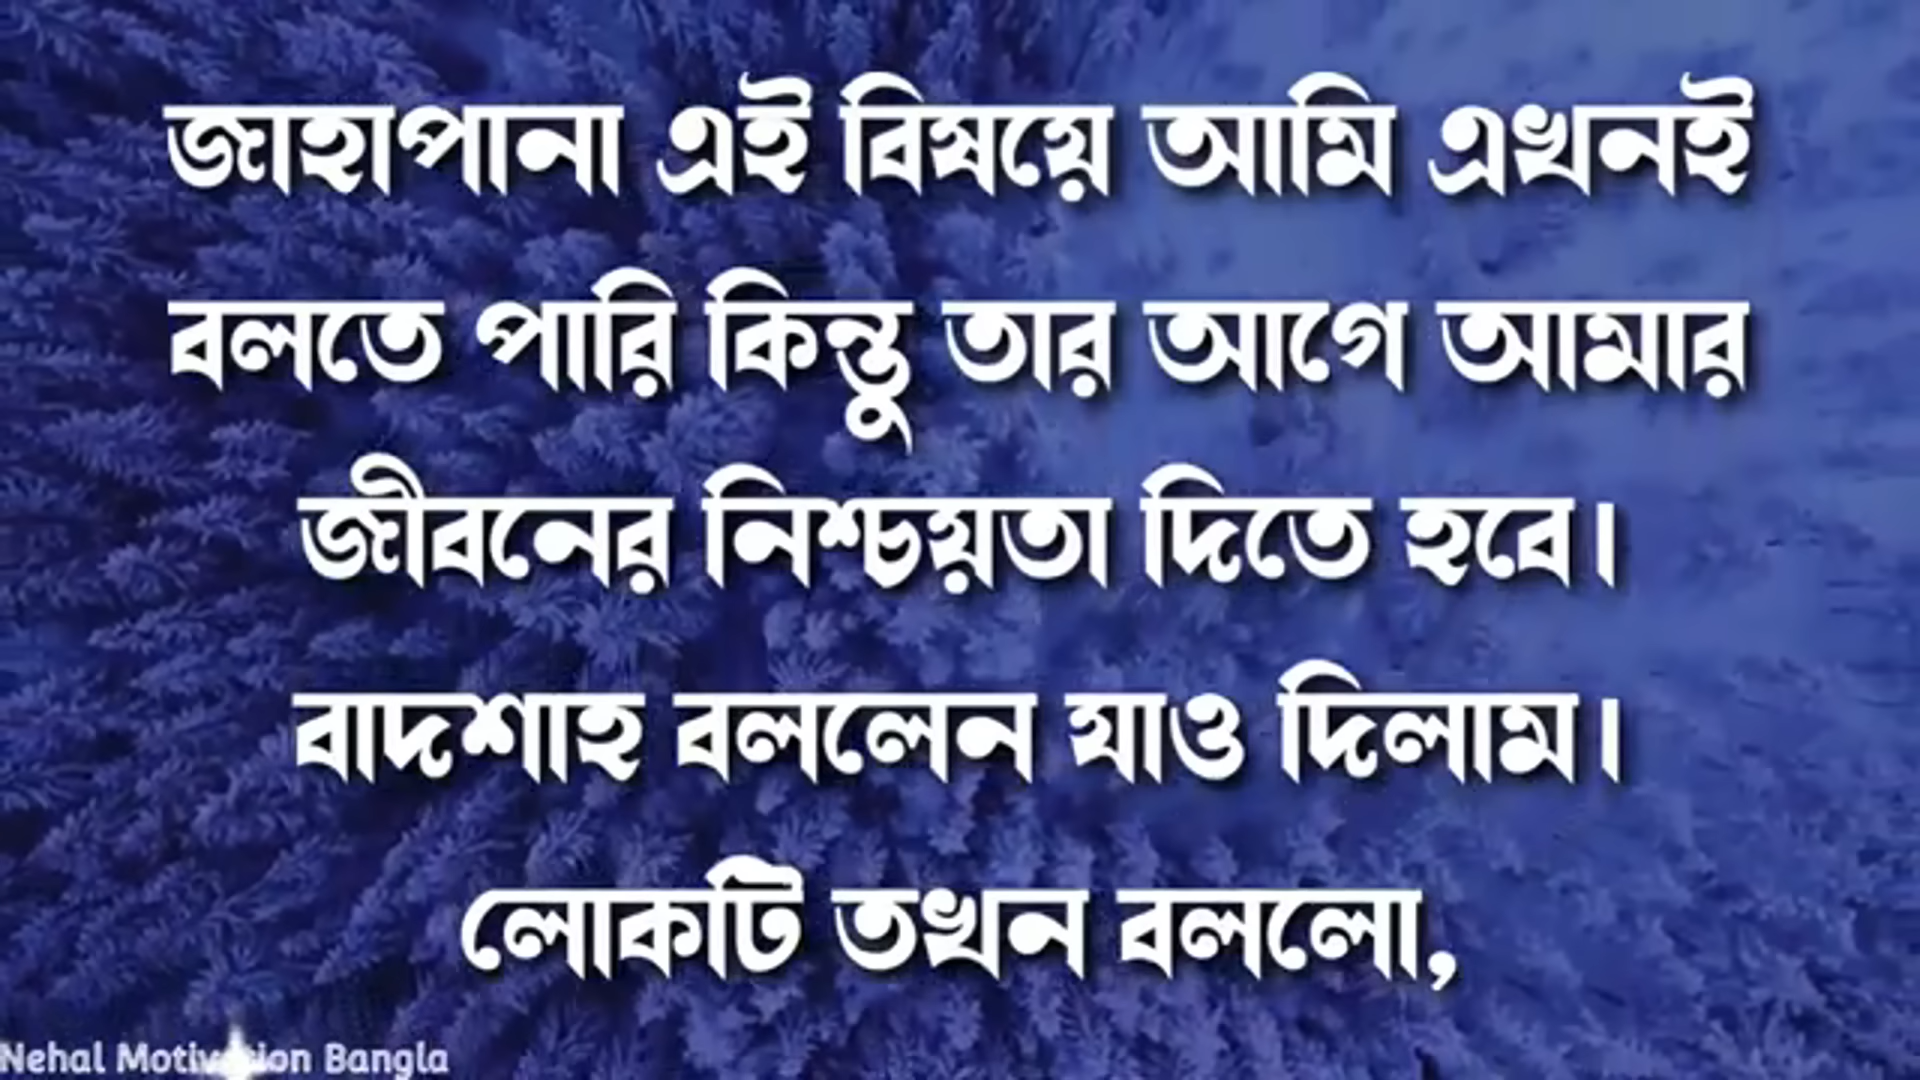 জাহাপানা এই বিষয়ে আমি এখনই
বলতে পারি কিন্তু তার আগে আমার
জীবনের নিশ্চয়তা দিতে হবে।
বাদশাহ বললেন যাও দিলাম।
লোকটি তখন বললো,
Nehal Motivation Bangla